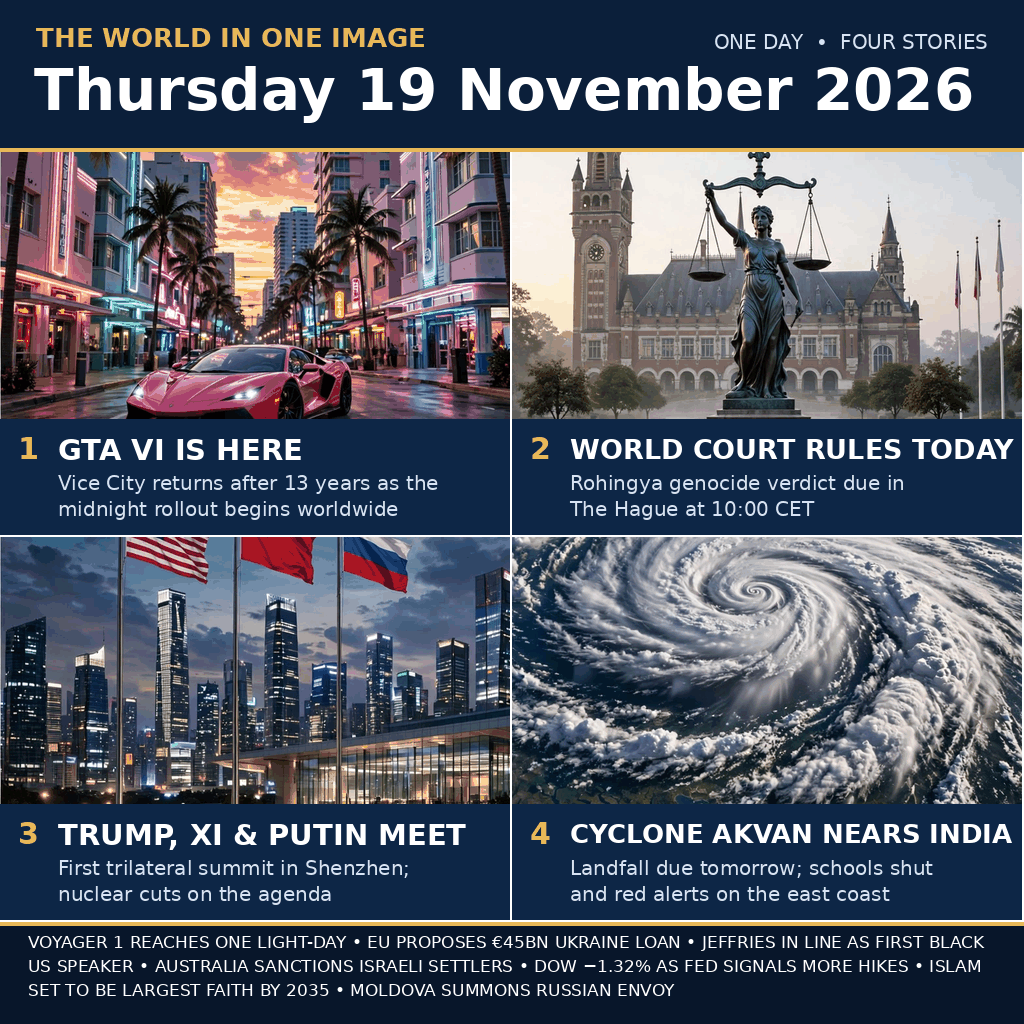 THE WORLD IN ONE IMAGE
ONE DAY • FOUR STORIES
Thursday 19 November 2026
1 GTA VI IS HERE
Vice City returns after 13 years as the
midnight rollout begins worldwide
2 WORLD COURT RULES TODAY
Rohingya genocide verdict due in
The Hague at 10:00 CET
3 TRUMP, XI & PUTIN MEET
First trilateral summit in Shenzhen;
nuclear cuts on the agenda
4 CYCLONE AKVAN NEARS INDIA
Landfall due tomorrow; schools shut
and red alerts on the east coast
VOYAGER 1 REACHES ONE LIGHT-DAY • EU PROPOSES €45BN UKRAINE LOAN • JEFFRIES IN LINE AS FIRST BLACK
US SPEAKER • AUSTRALIA SANCTIONS ISRAELI SETTLERS • DOW −1.32% AS FED SIGNALS MORE HIKES • ISLAM
SET TO BE LARGEST FAITH BY 2035 • MOLDOVA SUMMONS RUSSIAN ENVOY